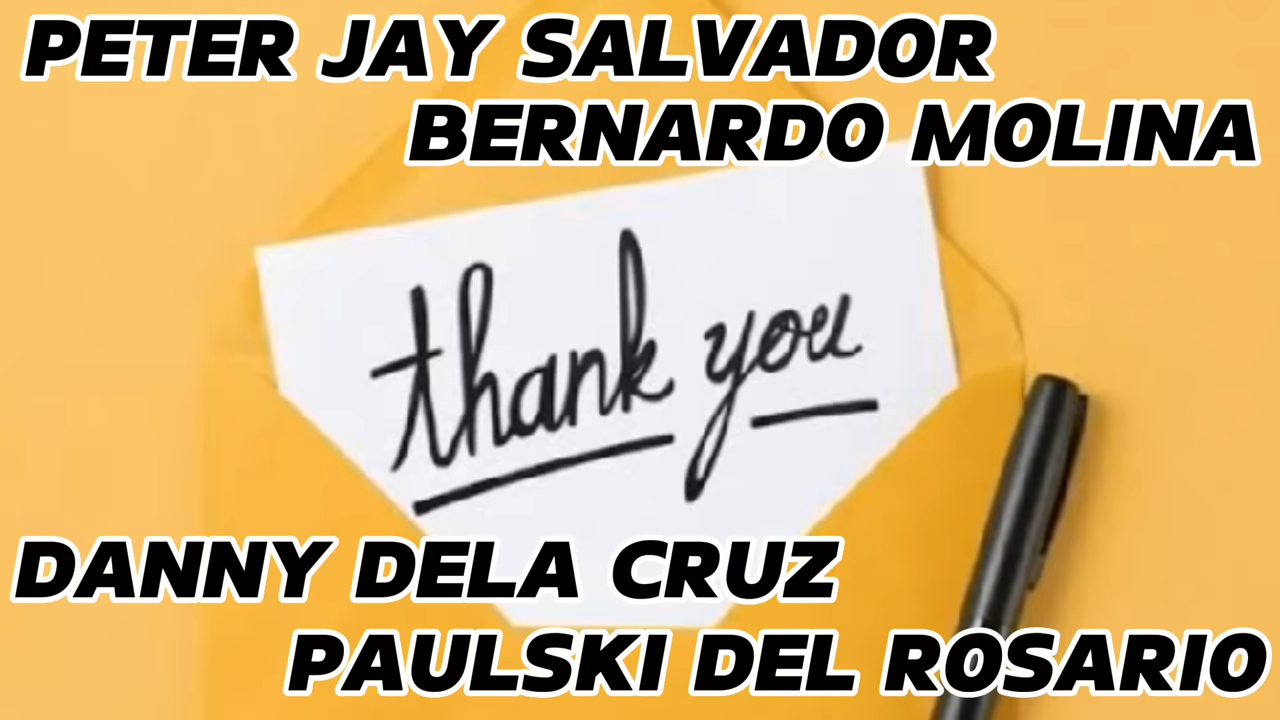 PETER JAY SALVADOR
BERNARDO MOLINA
thank you
DANNY DELA CRUZ
PAULSKI DEL ROSARIO